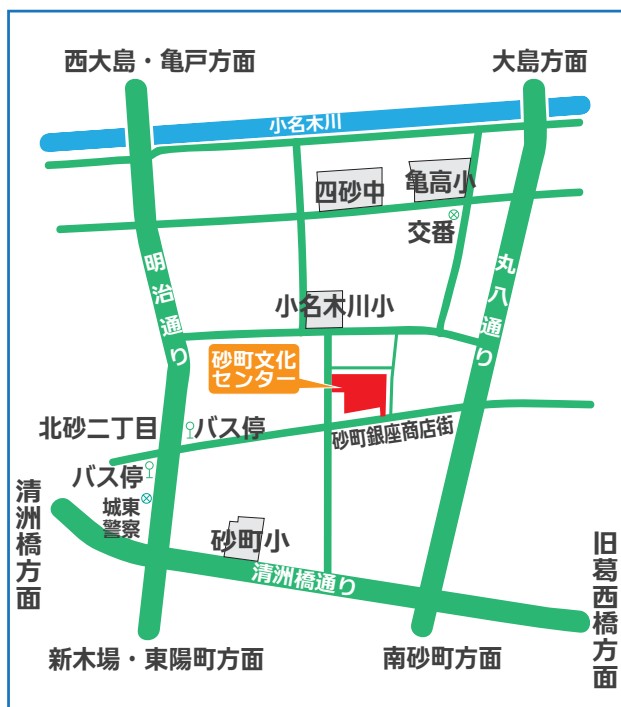 西大島・亀戸方面
大島方面
小名木川
四砂中
亀高小
交番
明治通り
丸八通り
小名木川小
砂町文化
センター
北砂二丁目
バス停
砂町銀座商店街
バス停
城東
警察
清洲橋方面
砂町小
清洲橋通り
旧葛西橋方面
新木場・東陽町方面
南砂町方面